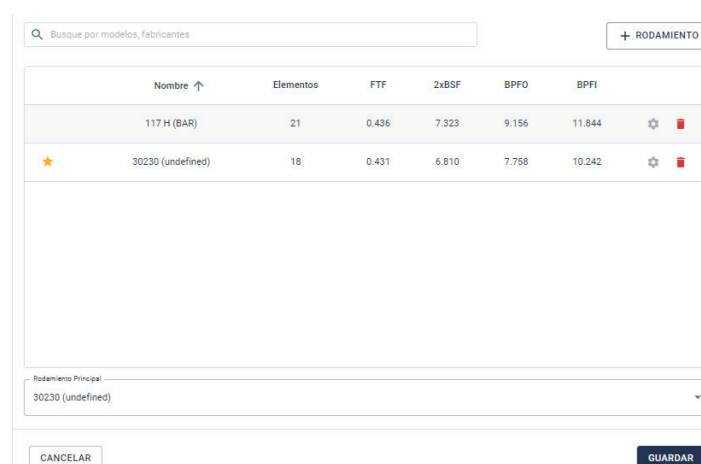 Busque por modelos, fabricantes
+ RODAMIENTO
Nombre ↑ Elementos FTF 2xBSF BPFO BPFI
117 H (BAR) 21 0.436 7.323 9.156 11.844
30230 (undefined) 18 0.431 6.810 7.758 10.242
Rodamiento Principal
30230 (undefined)
CANCELAR GUARDAR